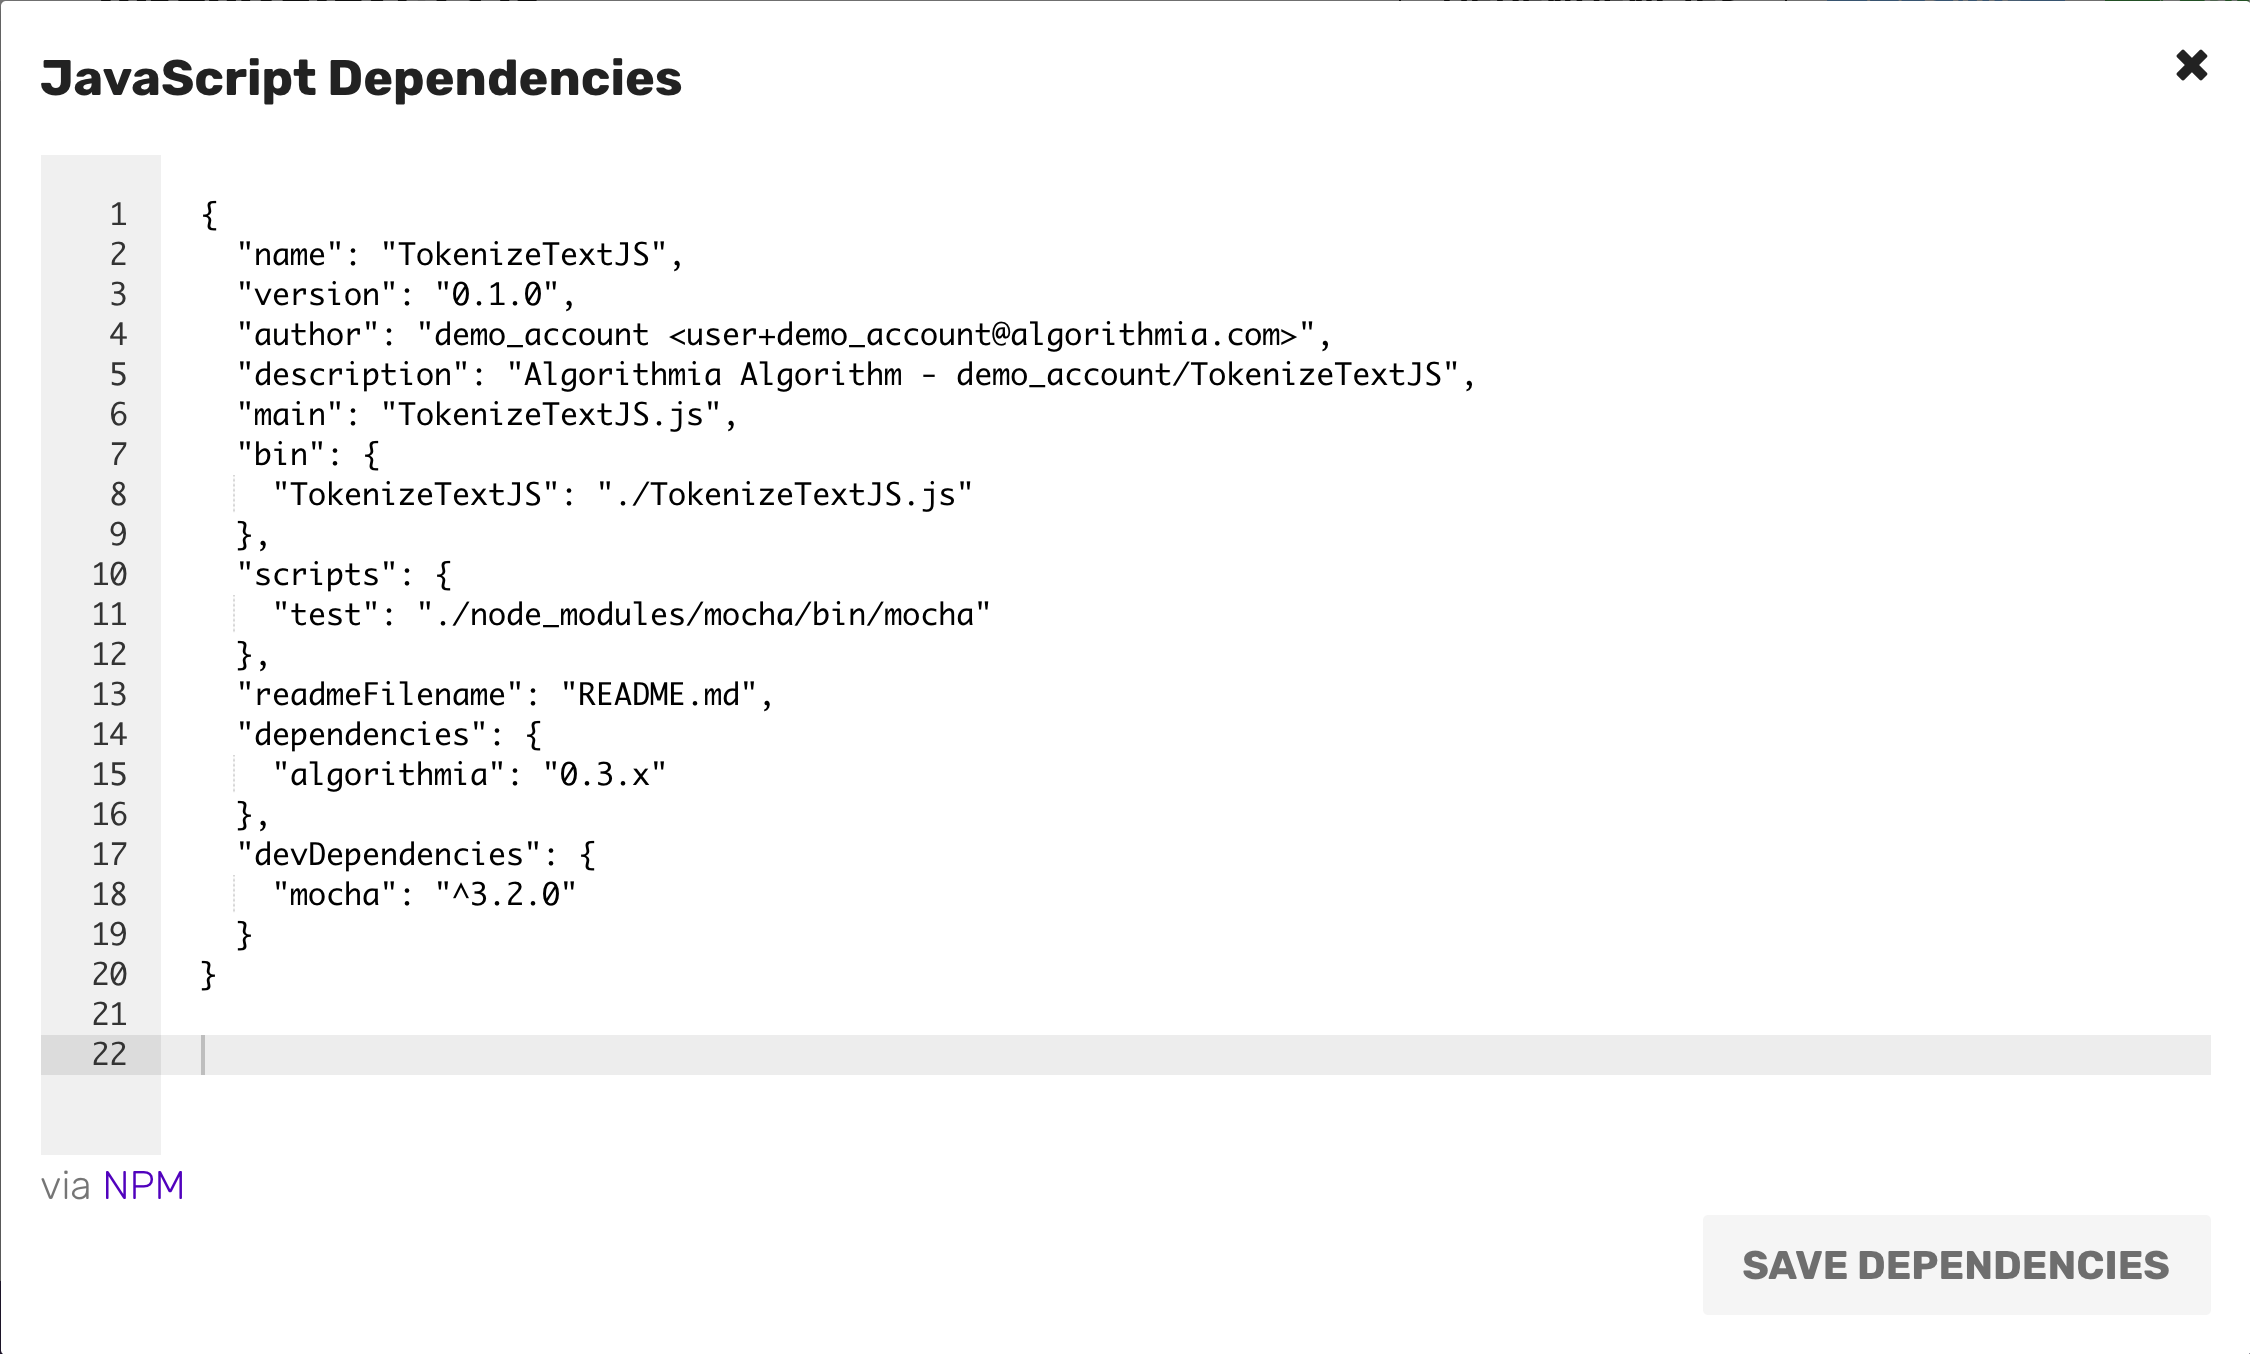 JavaScript Dependencies
1 {
2   "name": "TokenizeTextJS",
3   "version": "0.1.0",
4   "author": "demo_account <user+demo_account@algorithmia.com>",
5   "description": "Algorithmia Algorithm - demo_account/TokenizeTextJS",
6   "main": "TokenizeTextJS.js",
7   "bin": {
8     "TokenizeTextJS": "./TokenizeTextJS.js"
9   },
10   "scripts": {
11     "test": "./node_modules/mocha/bin/mocha"
12   },
13   "readmeFilename": "README.md",
14   "dependencies": {
15     "algorithmia": "0.3.x"
16   },
17   "devDependencies": {
18     "mocha": "^3.2.0"
19   }
20 }
21
22
via NPM
SAVE DEPENDENCIES